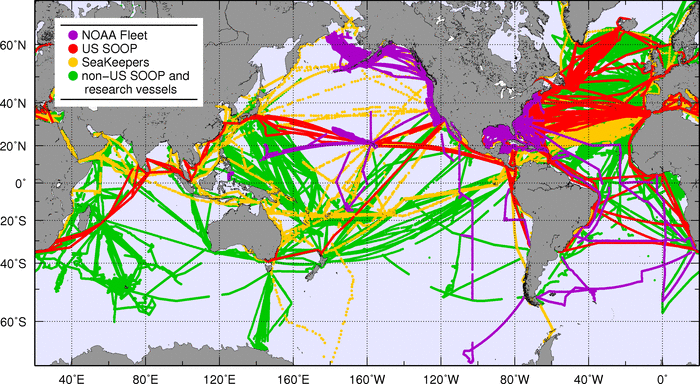 NOAA Fleet
US SOOP
SeaKeepers
non-US SOOP and
research vessels
60°N
40°N
20°N
0°
20°S
40°S
60°S
40°E 80°E 120°E 160°E 160°W 120°W 80°W 40°W 0°